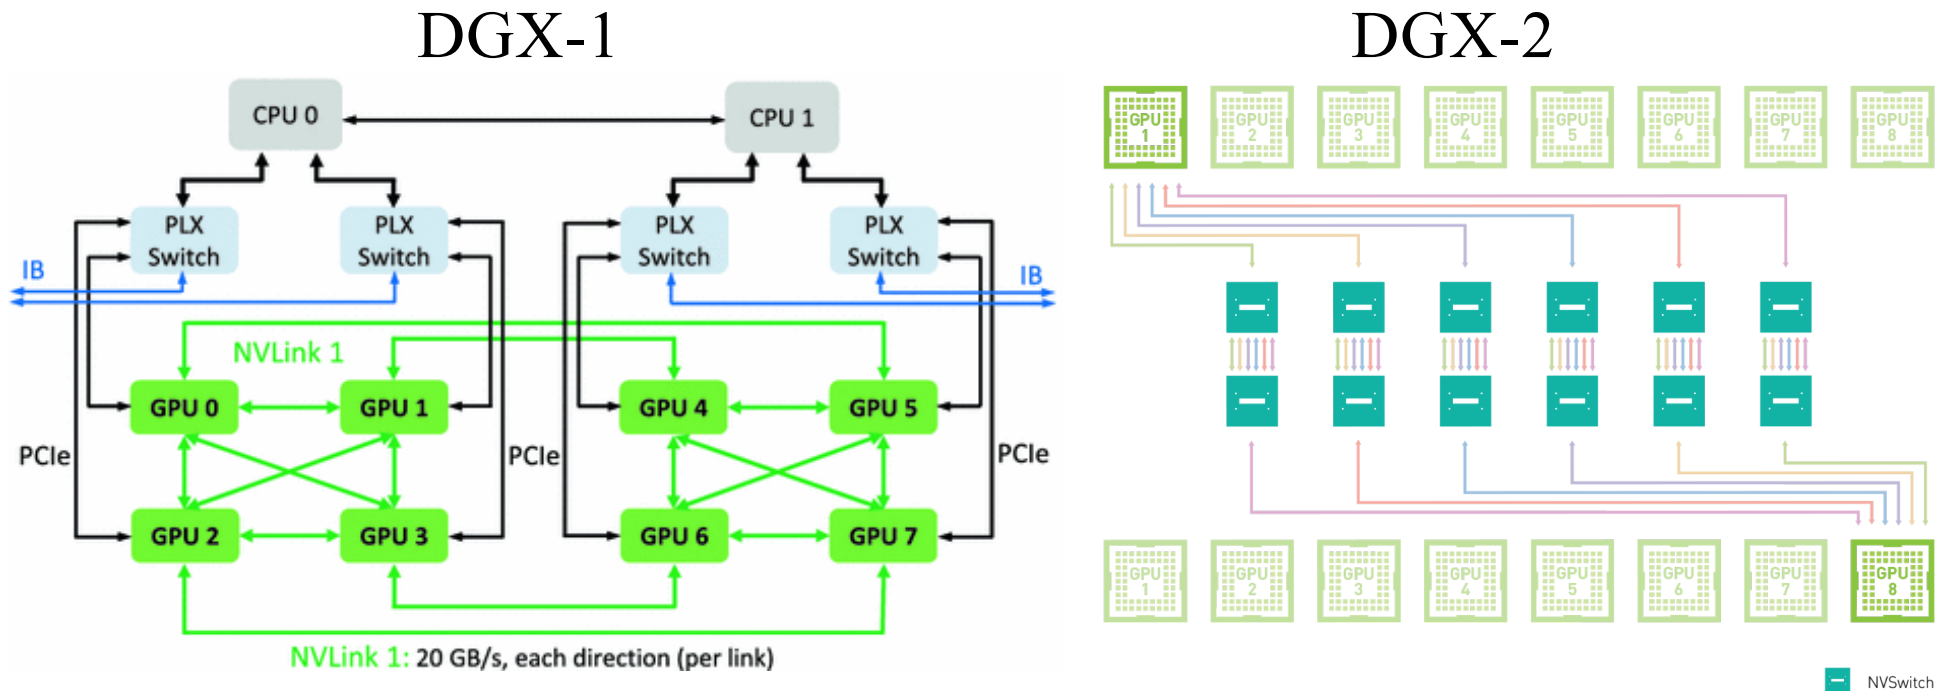 DGX-1
DGX-2
CPU 0
CPU 1
PLX
Switch
PLX
Switch
PLX
Switch
PLX
Switch
IB
IB
NVLink 1
GPU 0
GPU 1
GPU 4
GPU 5
PCIe
PCIe
PCIe
GPU 2
GPU 3
GPU 6
GPU 7
NVLink 1: 20 GB/s, each direction (per link)
GPU
1
GPU
2
GPU
3
GPU
4
GPU
5
GPU
6
GPU
7
GPU
8
GPU
1
GPU
2
GPU
3
GPU
4
GPU
5
GPU
6
GPU
7
GPU
8
NVSwitch